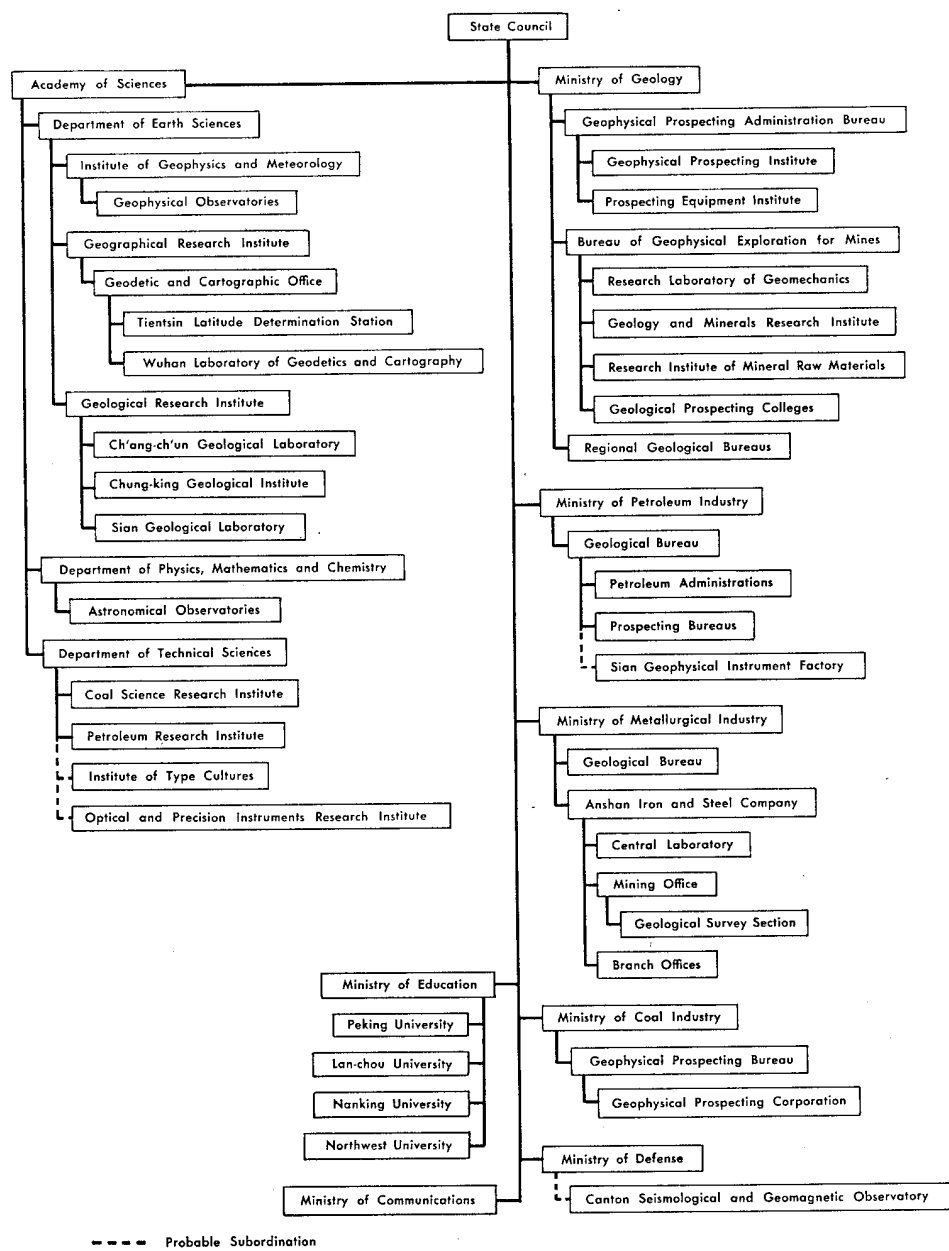 State Council
Academy of Sciences
Department of Earth Sciences
Institute of Geophysics and Meteorology
Geophysical Observatories
Geographical Research Institute
Geodetic and Cartographic Office
Tientsin Latitude Determination Station
Wuhan Laboratory of Geodetics and Cartography
Geological Research Institute
Ch'ang-ch'un Geological Laboratory
Chung-king Geological Institute
Sian Geological Laboratory
Department of Physics, Mathematics and Chemistry
Astronomical Observatories
Department of Technical Sciences
Coal Science Research Institute
Petroleum Research Institute
Institute of Type Cultures
Optical and Precision Instruments Research Institute
Ministry of Geology
Geophysical Prospecting Administration Bureau
Geophysical Prospecting Institute
Prospecting Equipment Institute
Bureau of Geophysical Exploration for Mines
Research Laboratory of Geomechanics
Geology and Minerals Research Institute
Research Institute of Mineral Raw Materials
Geological Prospecting Colleges
Regional Geological Bureaus
Ministry of Petroleum Industry
Geological Bureau
Petroleum Administrations
Prospecting Bureaus
Sian Geophysical Instrument Factory
Ministry of Metallurgical Industry
Geological Bureau
Anshan Iron and Steel Company
Central Laboratory
Mining Office
Geological Survey Section
Branch Offices
Ministry of Education
Peking University
Lan-chou University
Nanking University
Northwest University
Ministry of Coal Industry
Geophysical Prospecting Bureau
Geophysical Prospecting Corporation
Ministry of Defense
Canton Seismological and Geomagnetic Observatory
Ministry of Communications
Probable Subordination